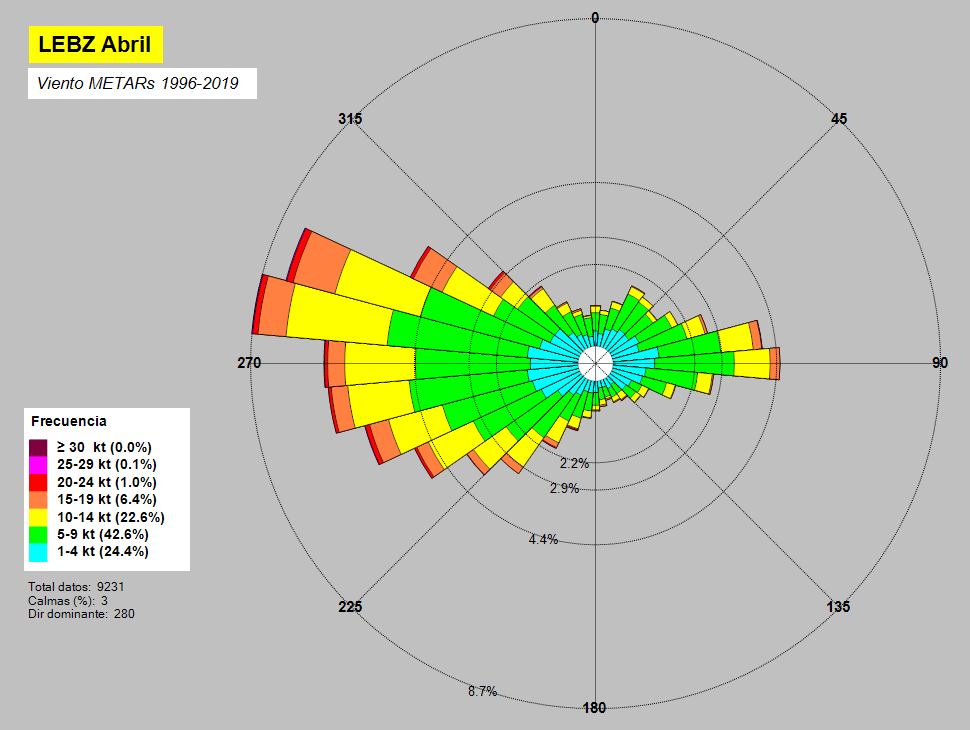 LEBZ Abril
Viento METARs 1996-2019
0
45
90
135
180
225
270
315
2.2%
2.9%
4.4%
8.7%
Frecuencia
≥ 30 kt (0.0%)
25-29 kt (0.1%)
20-24 kt (1.0%)
15-19 kt (6.4%)
10-14 kt (22.6%)
5-9 kt (42.6%)
1-4 kt (24.4%)
Total datos: 9231
Calmas (%): 3
Dir dominante: 280